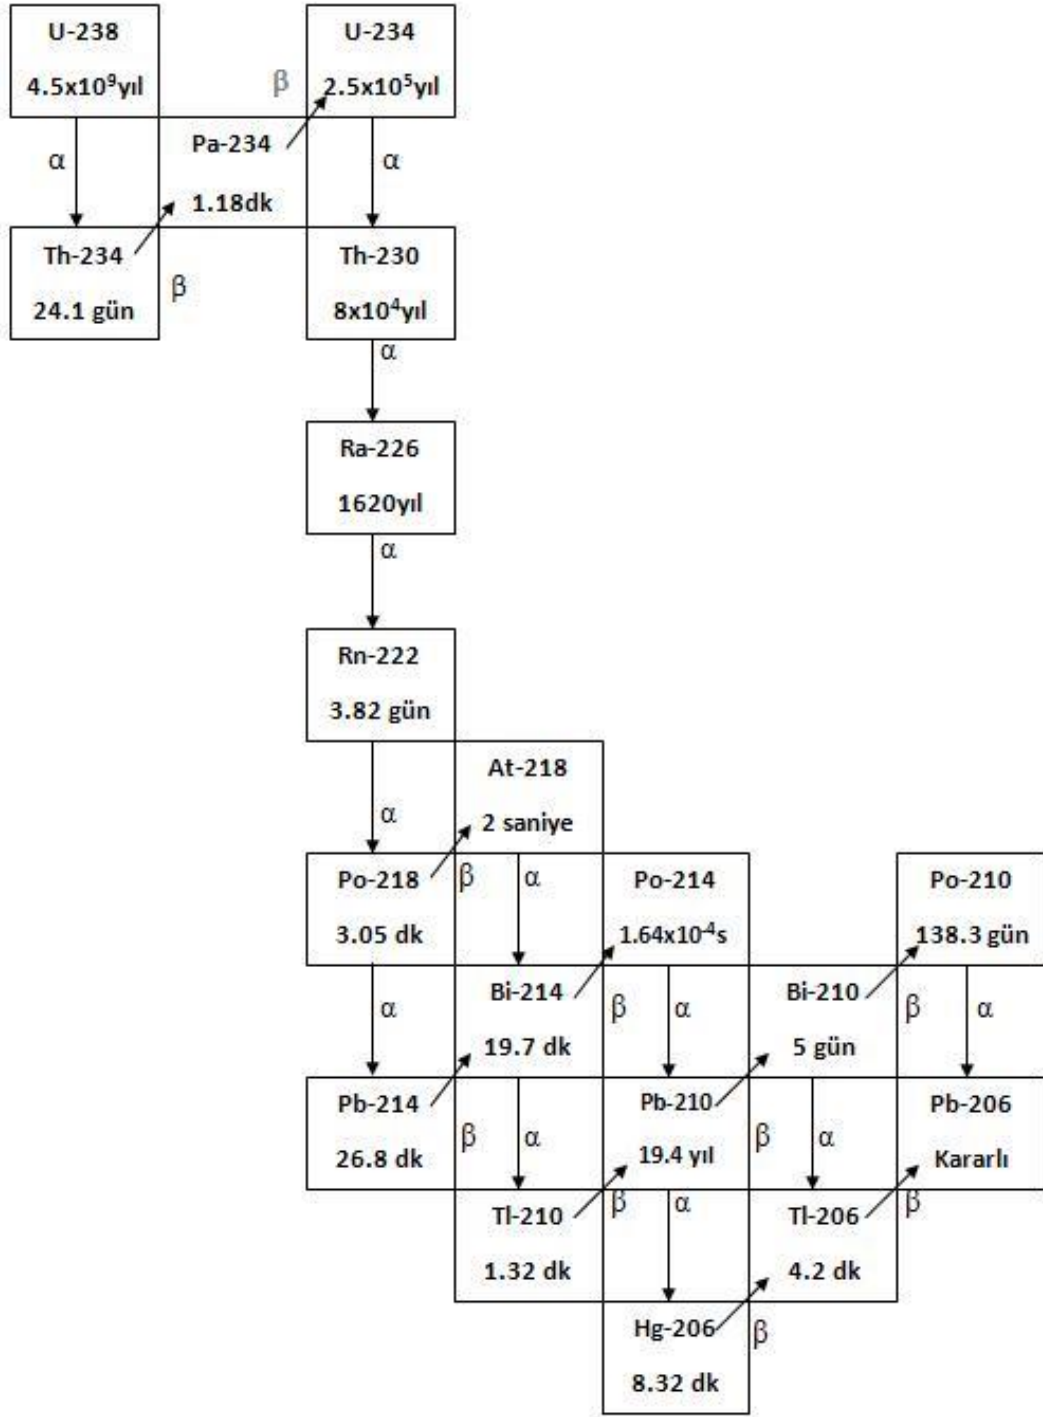 U-238
4.5x10⁹yıl
U-234
2.5x10⁵yıl
β
Pa-234
1.18dk
α
α
Th-234
24.1 gün
β
Th-230
8x10⁴yıl
α
Ra-226
1620yıl
α
Rn-222
3.82 gün
At-218
2 saniye
α
Po-218
3.05 dk
β
α
Po-214
1.64x10⁻⁴s
Po-210
138.3 gün
α
Bi-214
19.7 dk
β
α
Bi-210
5 gün
β
α
Pb-214
26.8 dk
β
α
Pb-210
19.4 yıl
β
α
Pb-206
Kararlı
Tl-210
1.32 dk
β
α
Tl-206
4.2 dk
β
Hg-206
8.32 dk
β